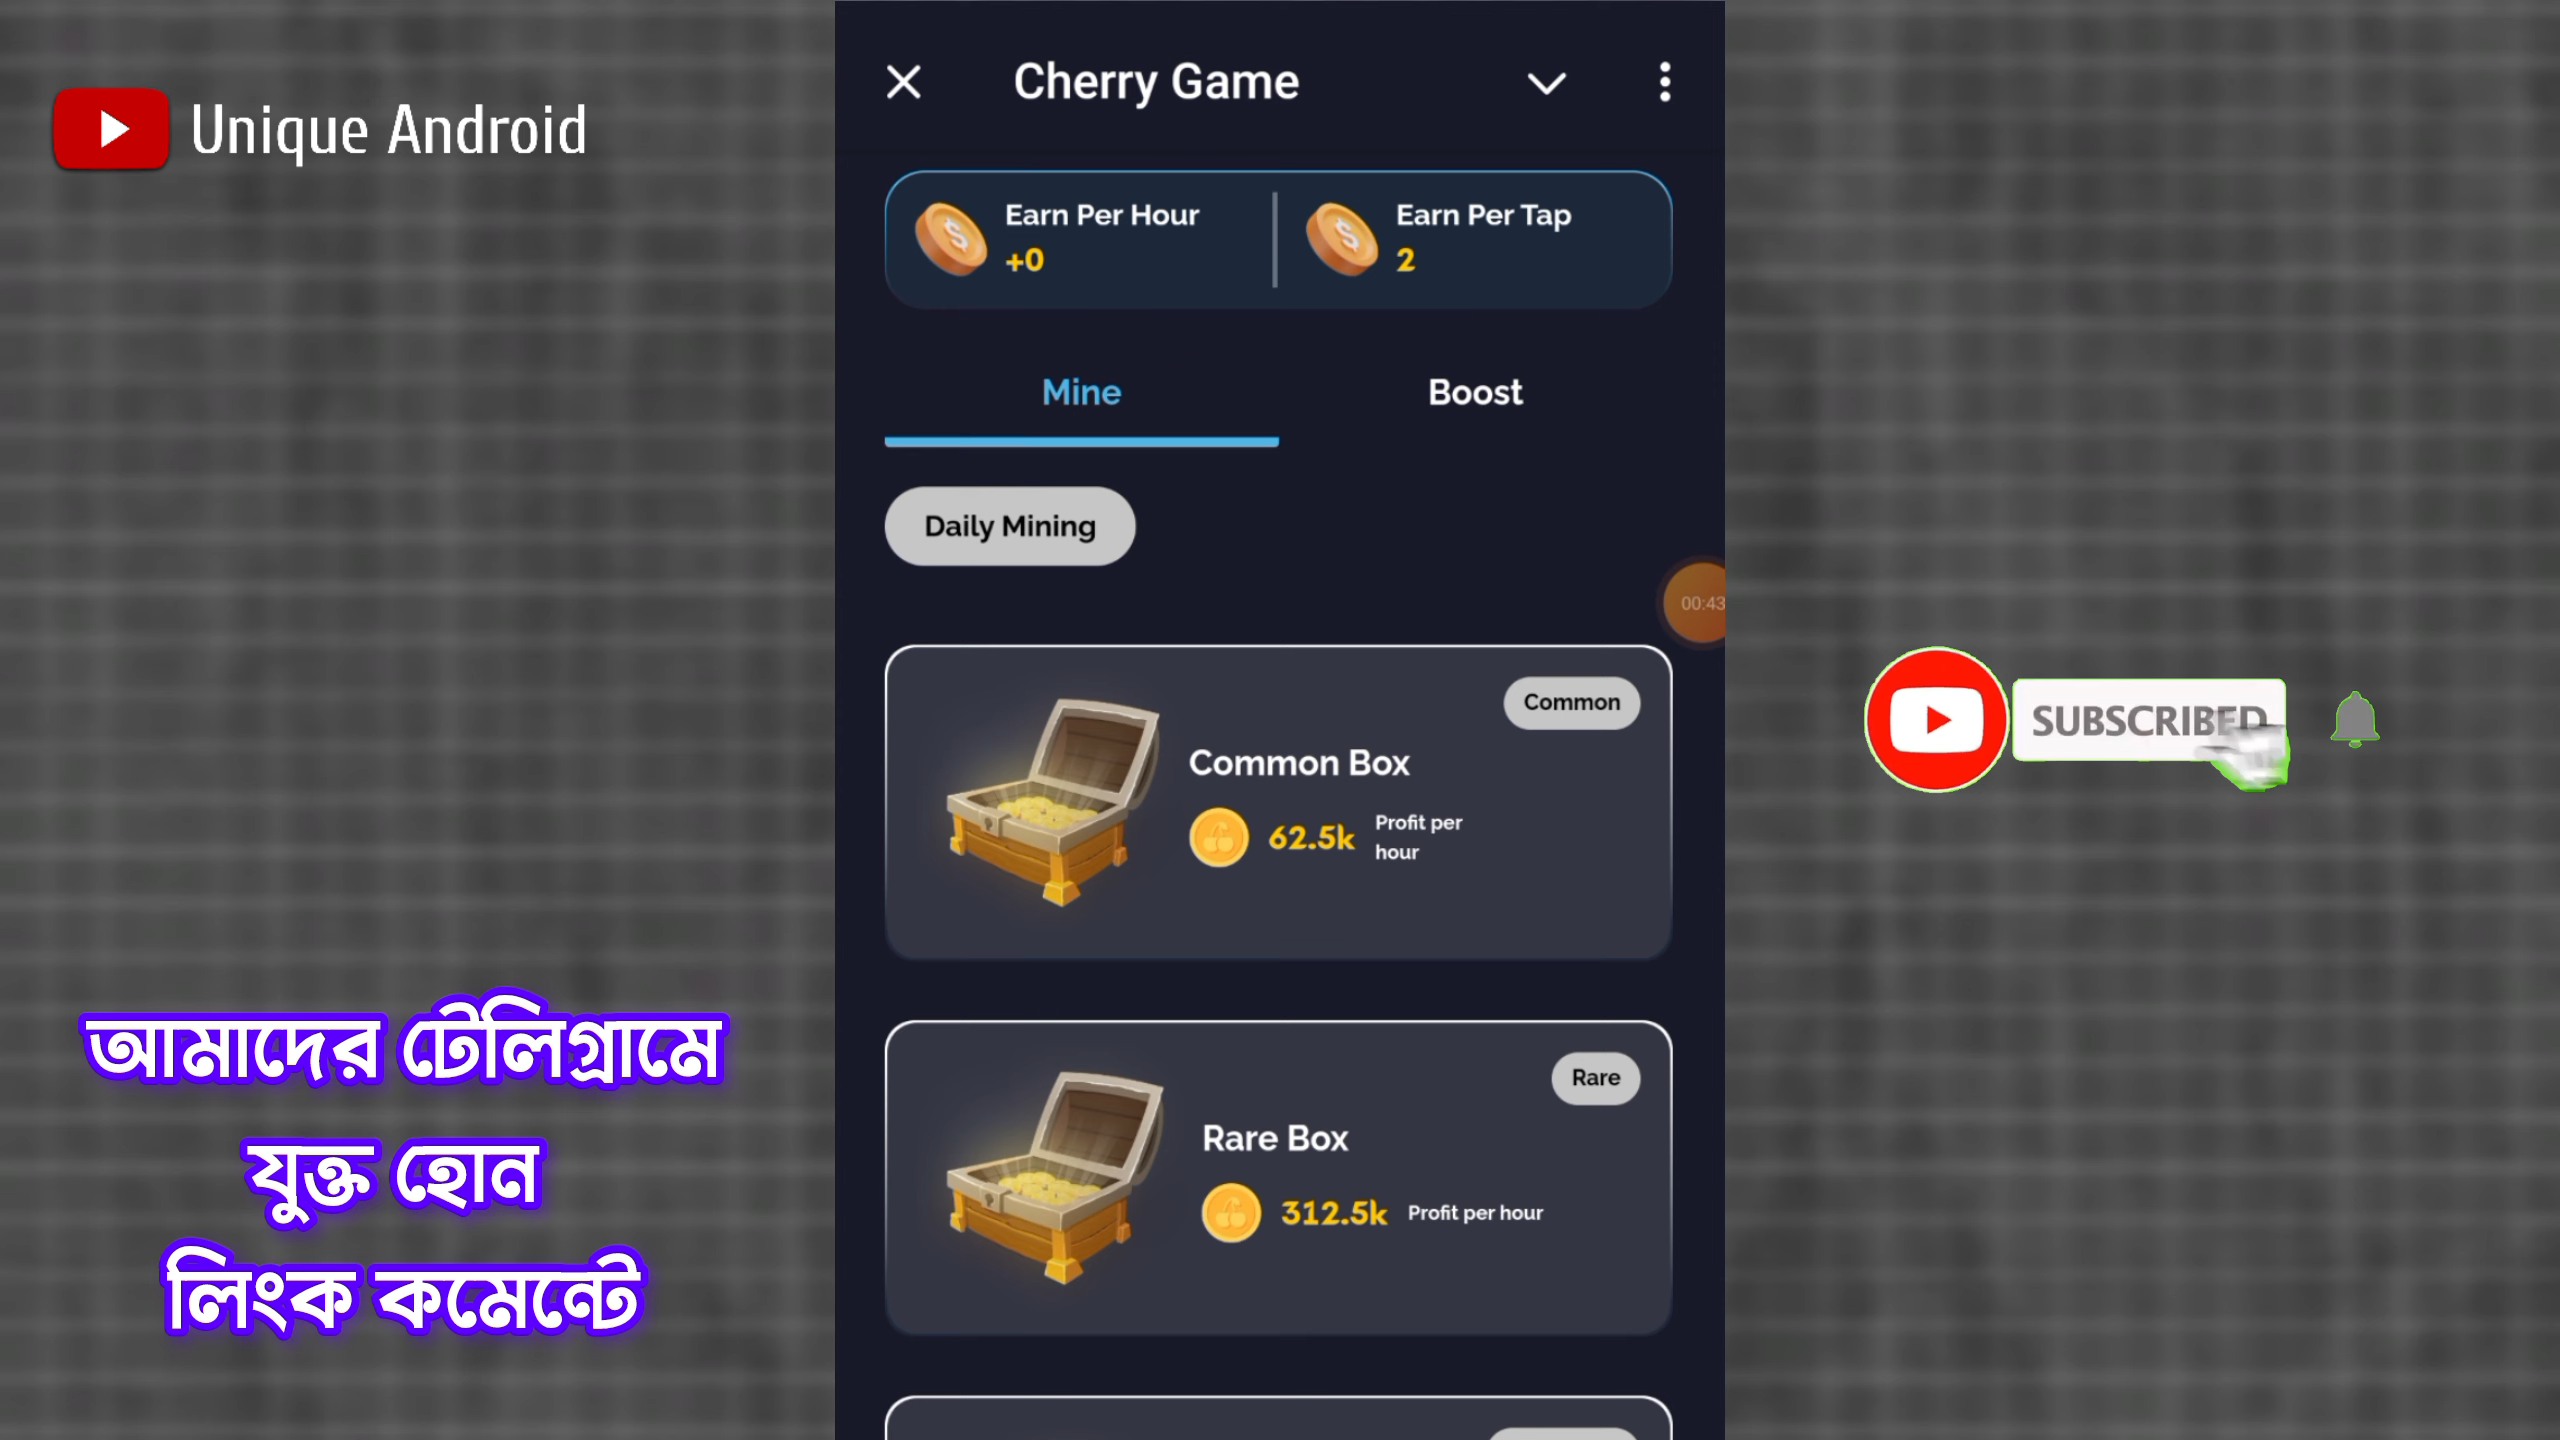 Unique Android
Cherry Game
Earn Per Hour
+0
Earn Per Tap
2
Mine
Boost
Daily Mining
00:43
Common
Common Box
62.5k
Profit per
hour
Rare
Rare Box
312.5k
Profit per hour
SUBSCRIBED
আমাদের টেলিগ্রামে
যুক্ত হোন
লিংক কমেন্টে